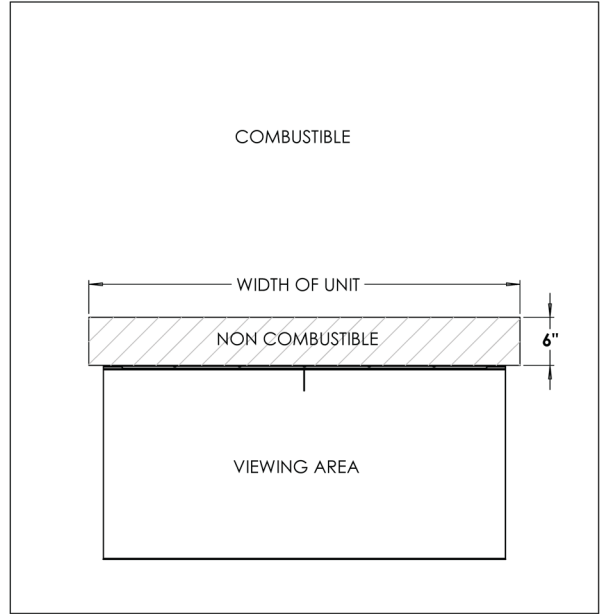 COMBUSTIBLE
WIDTH OF UNIT
NON COMBUSTIBLE
6"
VIEWING AREA